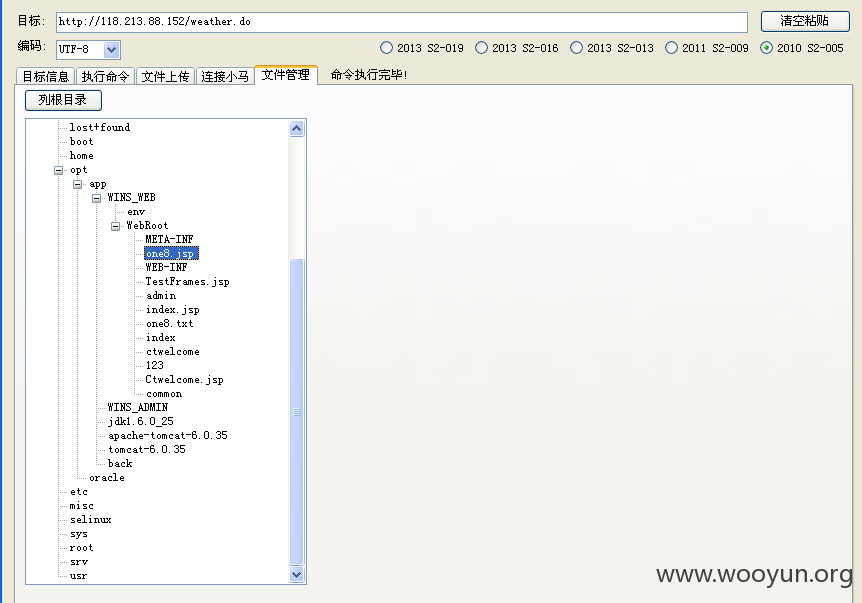 目标: http://118.213.88.152/weather.do 清空粘贴
编码: UTF-8 2013 S2-019 2013 S2-016 2013 S2-013 2011 S2-009 2010 S2-005
目标信息 执行命令 文件上传 连接小马 文件管理 命令执行完毕!
列根目录
lost+found
boot
home
opt
app
WINS_WEB
env
WebRoot
META-INF
one8.jsp
WEB-INF
TestFrames.jsp
admin
index.jsp
one8.txt
index
ctwelcome
123
Ctwelcome.jsp
common
WINS_ADMIN
jdk1.6.0_25
apache-tomcat-6.0.35
tomcat-6.0.35
back
oracle
etc
misc
selinux
sys
root
srv
usr
www.wooyun.org